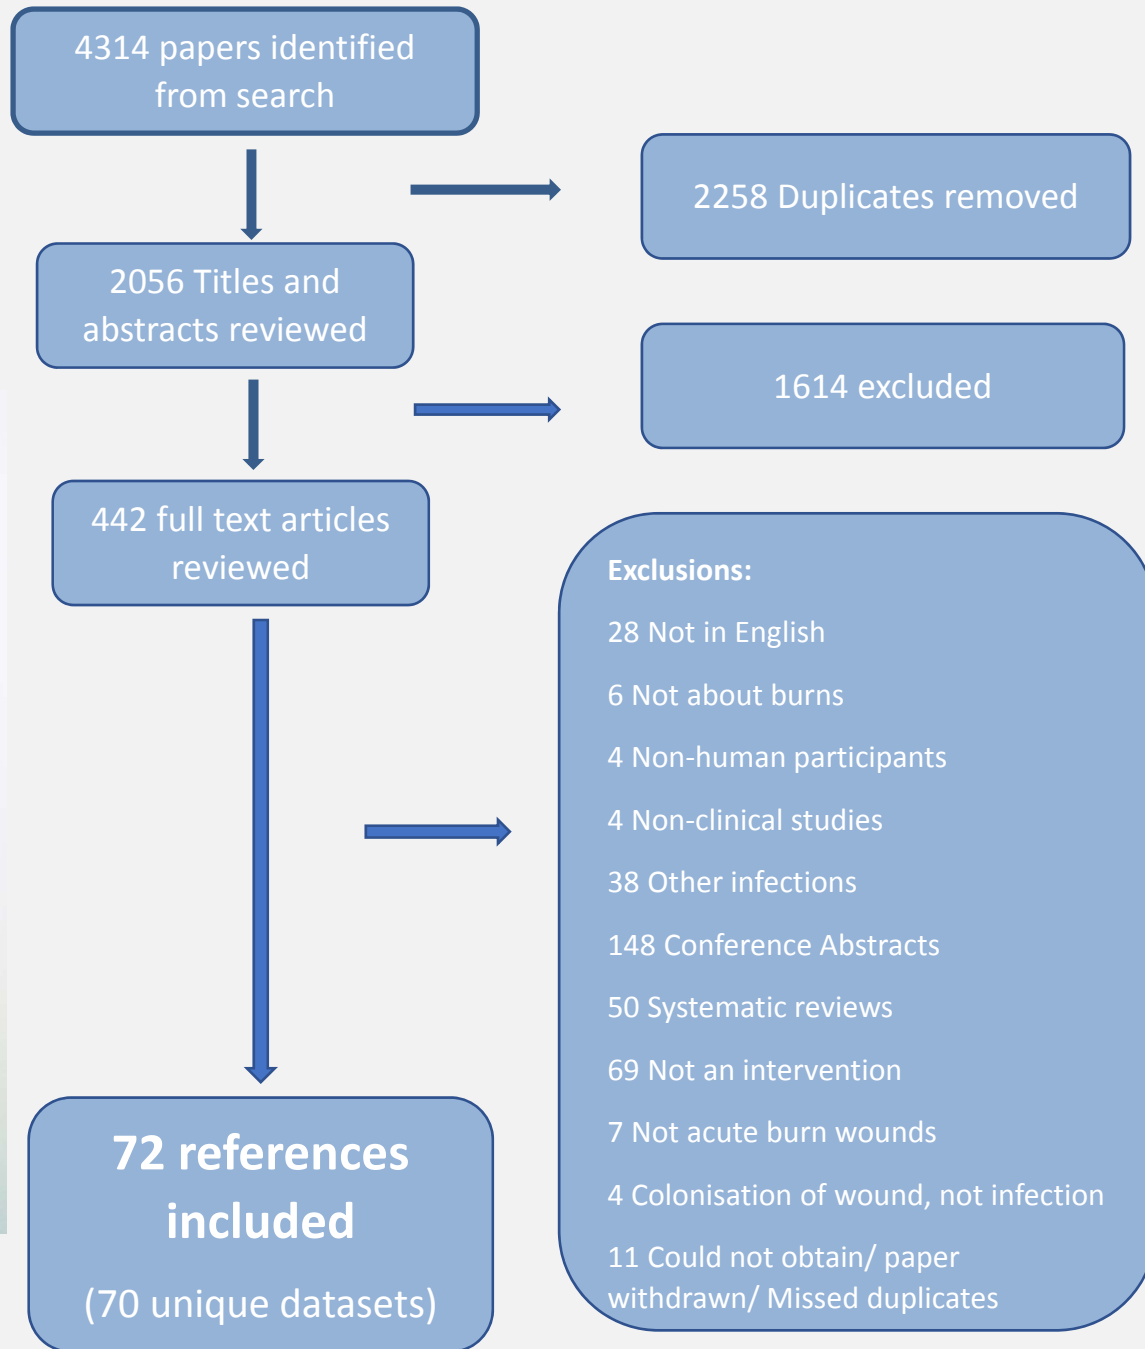 4314 papers identified
from search
2258 Duplicates removed
2056 Titles and
abstracts reviewed
1614 excluded
442 full text articles
reviewed
Exclusions:
28 Not in English
6 Not about burns
4 Non-human participants
4 Non-clinical studies
38 Other infections
148 Conference Abstracts
50 Systematic reviews
69 Not an intervention
7 Not acute burn wounds
4 Colonisation of wound, not infection
11 Could not obtain/ paper
withdrawn/ Missed duplicates
72 references
included
(70 unique datasets)